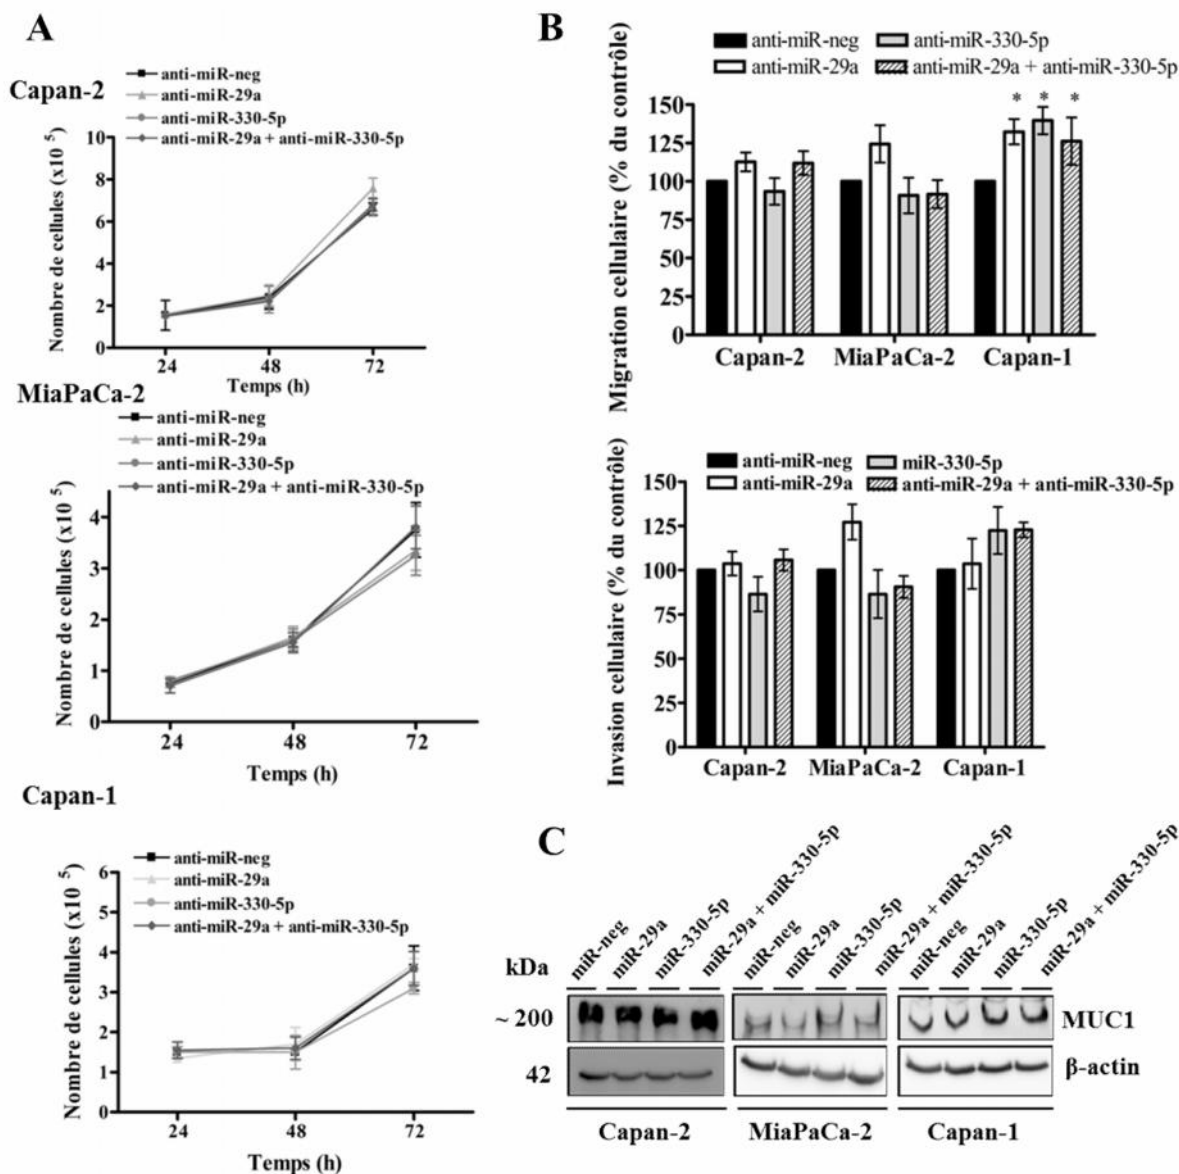 A
Capan-2
anti-miR-neg
anti-miR-29a
anti-miR-330-5p
anti-miR-29a + anti-miR-330-5p
Nombre de cellules (x10 5)
10
8
6
4
2
0
24 48 72
Temps (h)
MiaPaCa-2
anti-miR-neg
anti-miR-29a
anti-miR-330-5p
anti-miR-29a + anti-miR-330-5p
Nombre de cellules (x10 5)
4
3
2
1
0
24 48 72
Temps (h)
Capan-1
anti-miR-neg
anti-miR-29a
anti-miR-330-5p
anti-miR-29a + anti-miR-330-5p
Nombre de cellules (x10 5)
6
5
4
3
2
1
0
24 48 72
Temps (h)
B
anti-miR-neg anti-miR-330-5p
anti-miR-29a anti-miR-29a + anti-miR-330-5p
* * *
Migration cellulaire (% du contrôle)
150
125
100
75
50
25
0
Capan-2 MiaPaCa-2 Capan-1
anti-miR-neg miR-330-5p
anti-miR-29a anti-miR-29a + anti-miR-330-5p
Invasion cellulaire (% du contrôle)
150
125
100
75
50
25
0
Capan-2 MiaPaCa-2 Capan-1
C
miR-neg
miR-29a
miR-330-5p
miR-29a + miR-330-5p
miR-neg
miR-29a
miR-330-5p
miR-29a + miR-330-5p
miR-neg
miR-29a
miR-330-5p
miR-29a + miR-330-5p
kDa
~ 200 MUC1
42 β-actin
Capan-2 MiaPaCa-2 Capan-1